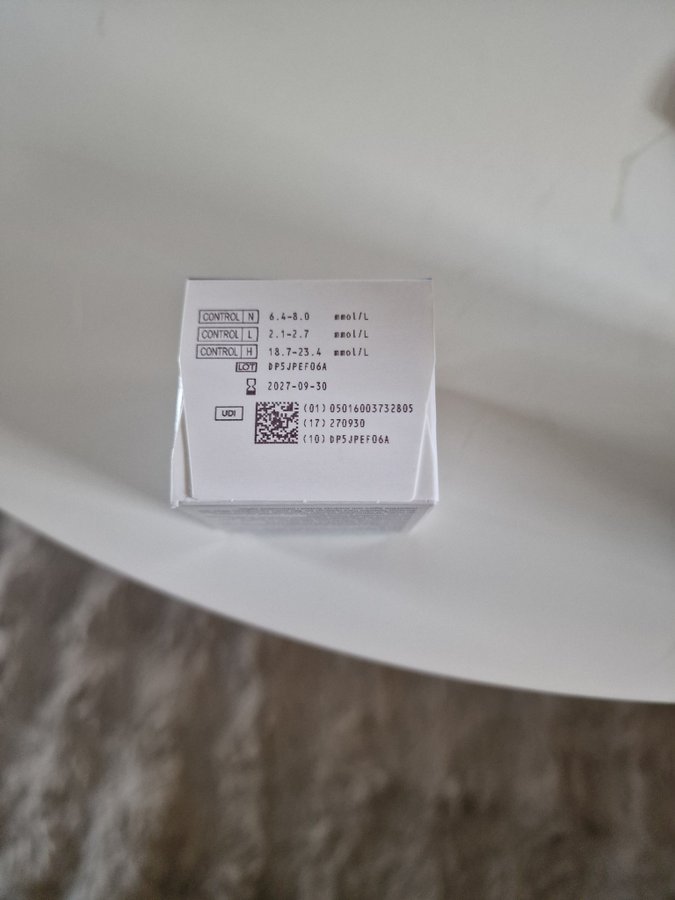 CONTROL N 6.4-8.0 mmol/L
CONTROL L 2.1-2.7 mmol/L
CONTROL H 18.7-23.4 mmol/L
LOT DP5JPEF06A
2027-09-30
UDI (01) 05016003732805
(17) 270930
(10) DP5JPEF06A